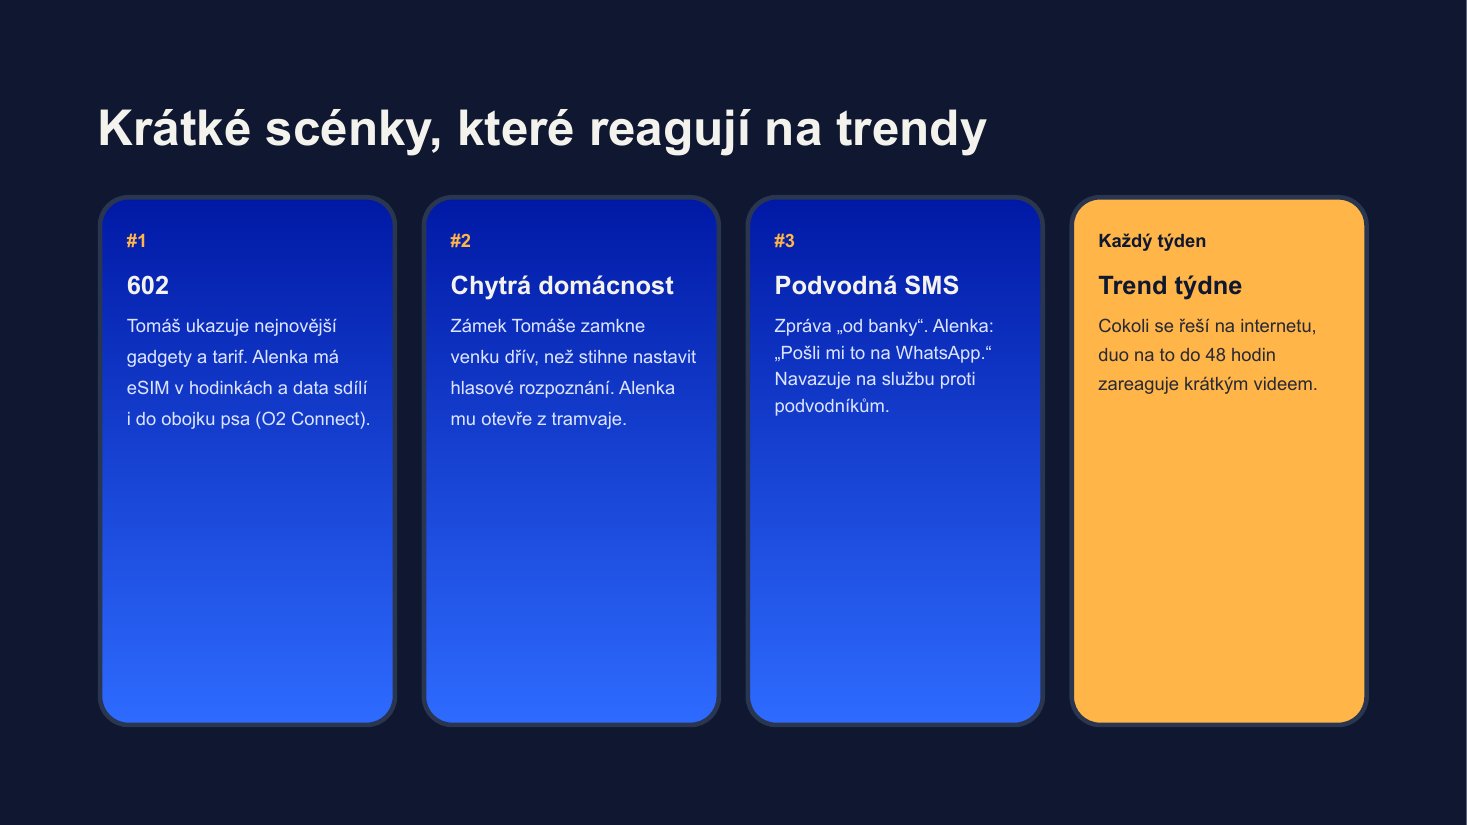 Krátké scénky, které reagují na trendy
#1
602
Tomáš ukazuje nejnovější
gadgety a tarif. Alenka má
eSIM v hodinkách a data sdílí
i do obojku psa (O2 Connect).
#2
Chytrá domácnost
Zámek Tomáše zamkne
venku dřív, než stihne nastavit
hlasové rozpoznání. Alenka
mu otevře z tramvaje.
#3
Podvodná SMS
Zpráva „od banky“. Alenka:
„Pošli mi to na WhatsApp.“
Navazuje na službu proti
podvodníkům.
Každý týden
Trend týdne
Cokoli se řeší na internetu,
duo na to do 48 hodin
zareaguje krátkým videem.